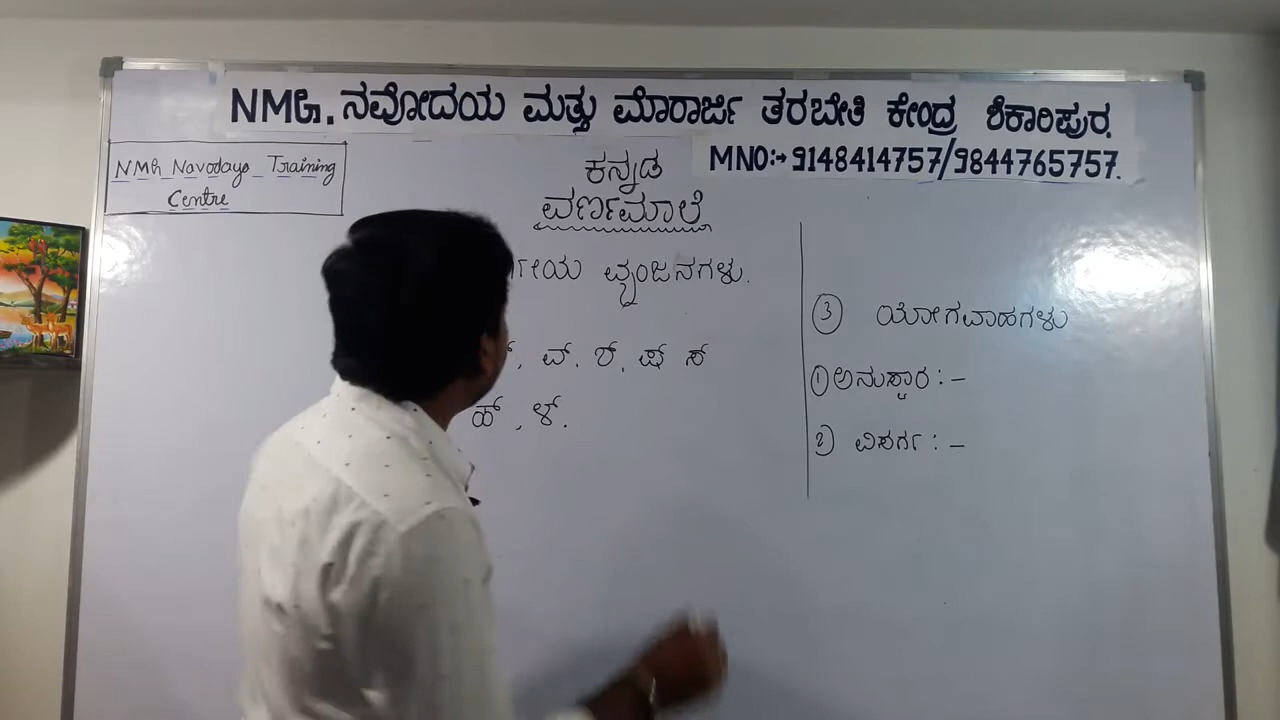 NMG. ನವೋದಯ ಮತ್ತು ಮೊರಾರ್ಜಿ ತರಬೇತಿ ಕೇಂದ್ರ ಶಿಕಾರಿಪುರ.
MNO:→ 9148414757/9844765757.
NMG Navodaya Training
Centre
ಕನ್ನಡ
ವರ್ಣಮಾಲೆ
ವ್ಯಂಜನಗಳು.
ವ್. ಶ್. ಷ್ ಸ್
ಹ್ , ಳ್.
③ ಯೋಗವಾಹಗಳು
① ಅನುಸ್ವಾರ :–
೭) ವಿಸರ್ಗ : –